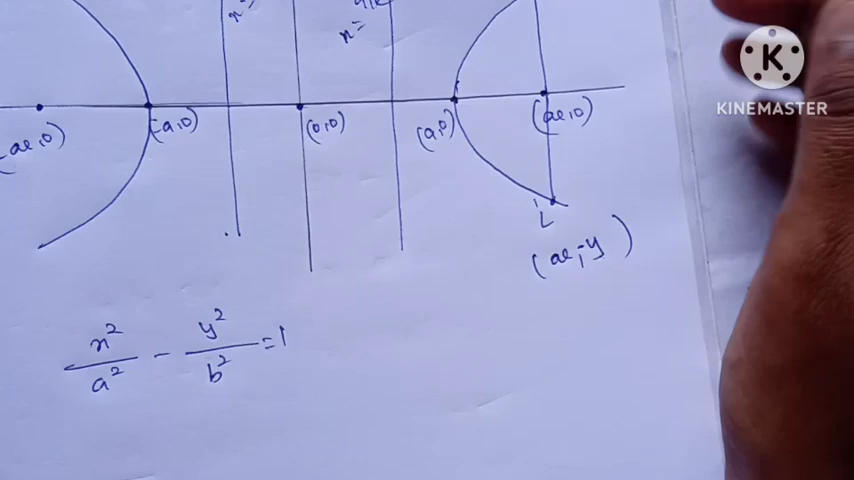 x =
x =
a/e
(-ae,0)
(-a,0)
(0,0)
(a,0)
(ae,0)
L'
(ae,-y)
x²/a² - y²/b² = 1
K
KINEMASTER